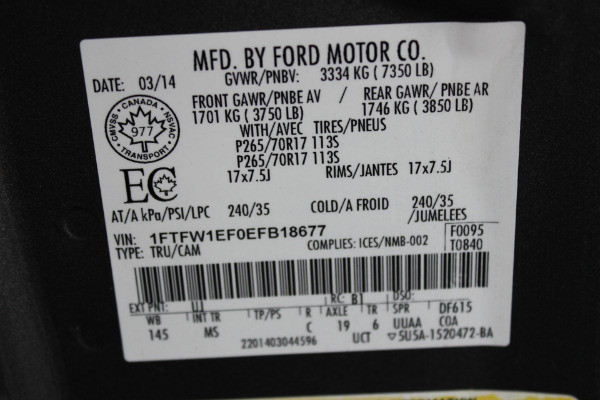 MFD. BY FORD MOTOR CO.
DATE: 03/14
GVWR/PNBV: 3334 KG ( 7350 LB)
FRONT GAWR/PNBE AV / REAR GAWR/ PNBE AR
1701 KG ( 3750 LB) 1746 KG ( 3850 LB)
WITH/AVEC TIRES/PNEUS
P265/70R17 113S
P265/70R17 113S
17x7.5J RIMS/JANTES 17x7.5J
CANADA
CMVSS NSVAC
977
TRANSPORT
EC
AT/A kPa/PSI/LPC 240/35 COLD/A FROID 240/35
/JUMELEES
VIN: 1FTFW1EF0EFB18677
COMPLIES: ICES/NMB-002
F0095
T0840
TYPE: TRU/CAM
EXT PNT: UJ RC: B1 DSO:
WB INT TR TP/PS R AXLE TR SPR DF615
145 MS C 19 6 UUAA COA
2201403044596 UCT 5U5A-1520472-BA